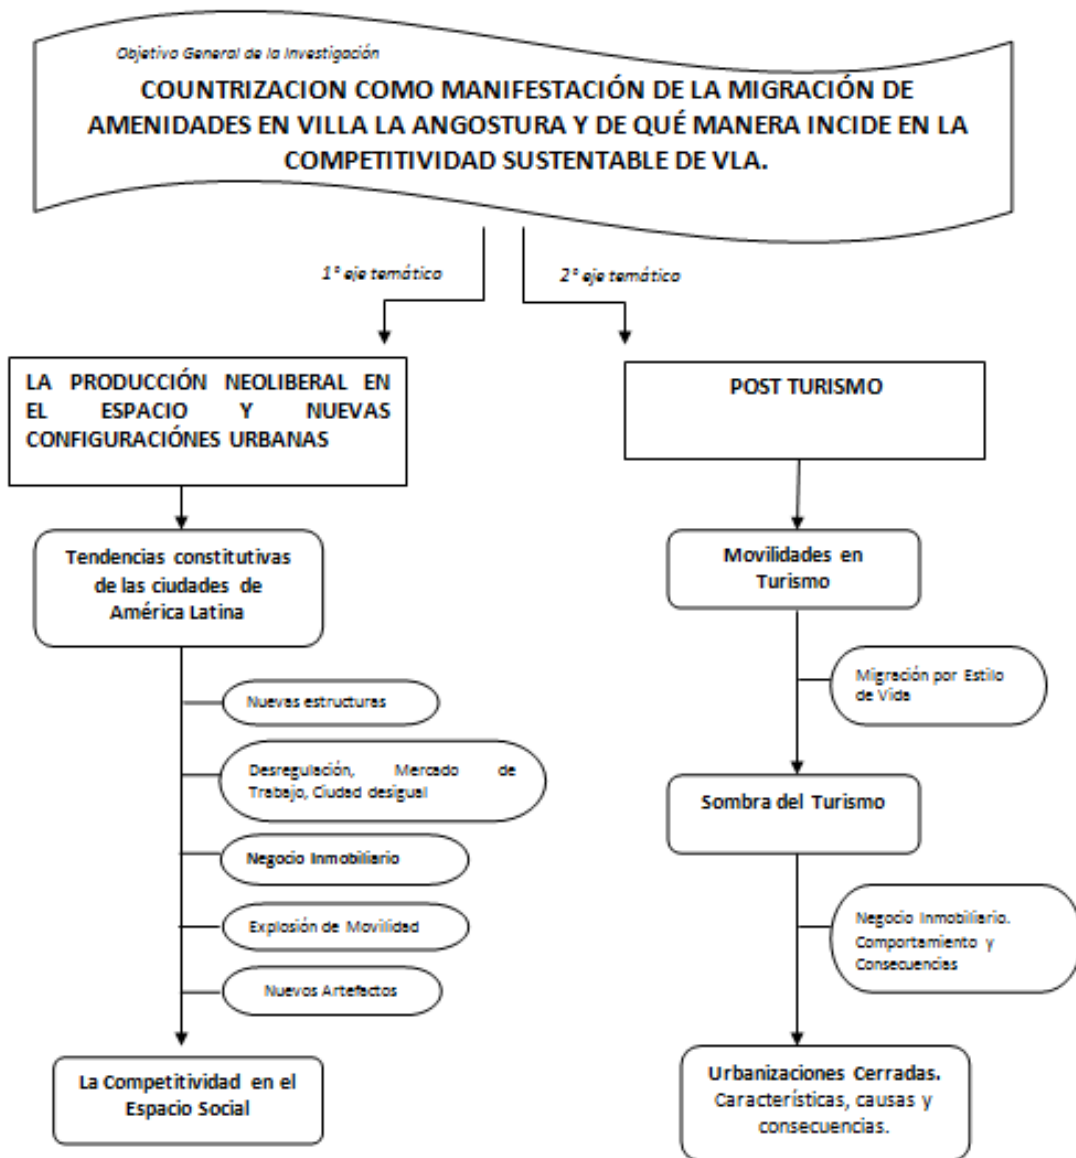 Objetivo General de la Investigación
COUNTRIZACION COMO MANIFESTACIÓN DE LA MIGRACIÓN DE
AMENIDADES EN VILLA LA ANGOSTURA Y DE QUÉ MANERA INCIDE EN LA
COMPETITIVIDAD SUSTENTABLE DE VLA.
1° eje temático
2° eje temático
LA PRODUCCIÓN NEOLIBERAL EN
EL ESPACIO Y NUEVAS
CONFIGURACIÓNES URBANAS
POST TURISMO
Tendencias constitutivas
de las ciudades de
América Latina
Movilidades en
Turismo
Nuevas estructuras
Migración por Estilo
de Vida
Desregulación, Mercado de
Trabajo, Ciudad desigual
Sombra del Turismo
Negocio Inmobiliario
Explosión de Movilidad
Negocio Inmobiliario.
Comportamiento y
Consecuencias
Nuevos Artefactos
La Competitividad en el
Espacio Social
Urbanizaciones Cerradas.
Características, causas y
consecuencias.